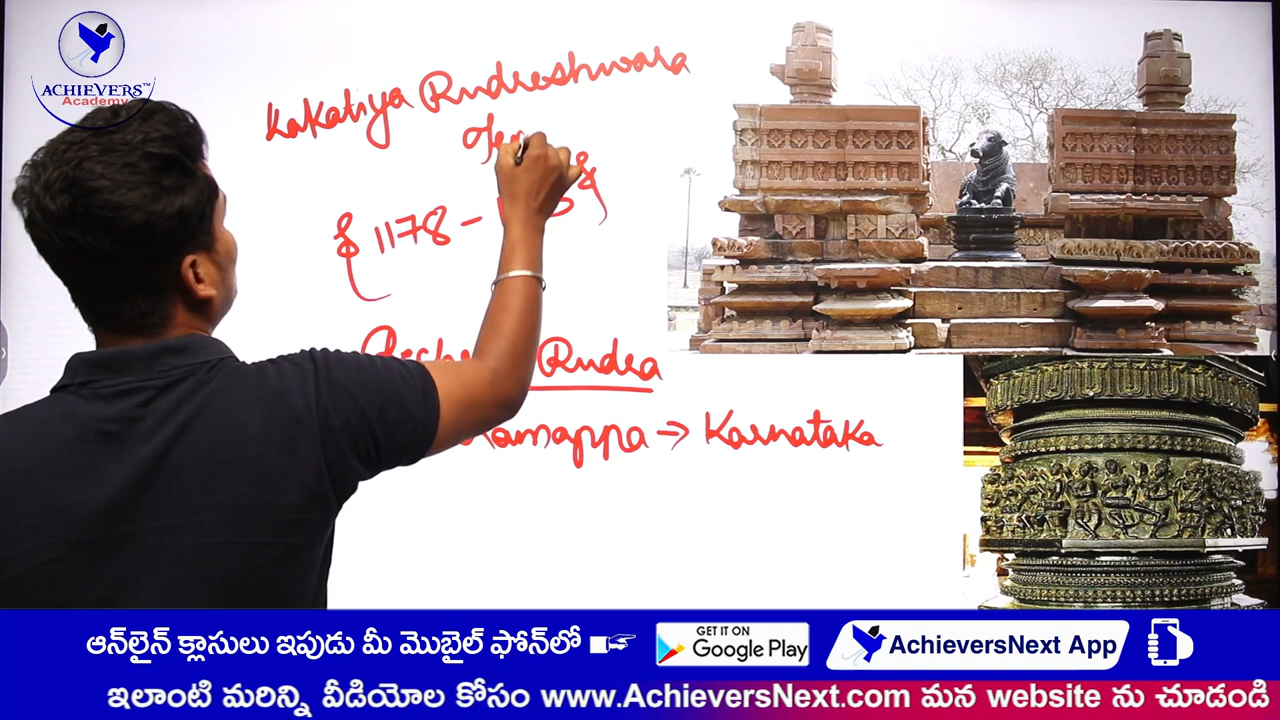 ACHIEVERS™
Academy
Kakatiya Rudreshwara
1178 -
Rudra
Ramappa → Karnataka
ఆన్‌లైన్ క్లాసులు ఇపుడు మీ మొబైల్ ఫోన్‌లో GET IT ON Google Play AchieversNext App
ఇలాంటి మరిన్ని వీడియోల కోసం www.AchieversNext.com మన website ను చూడండి